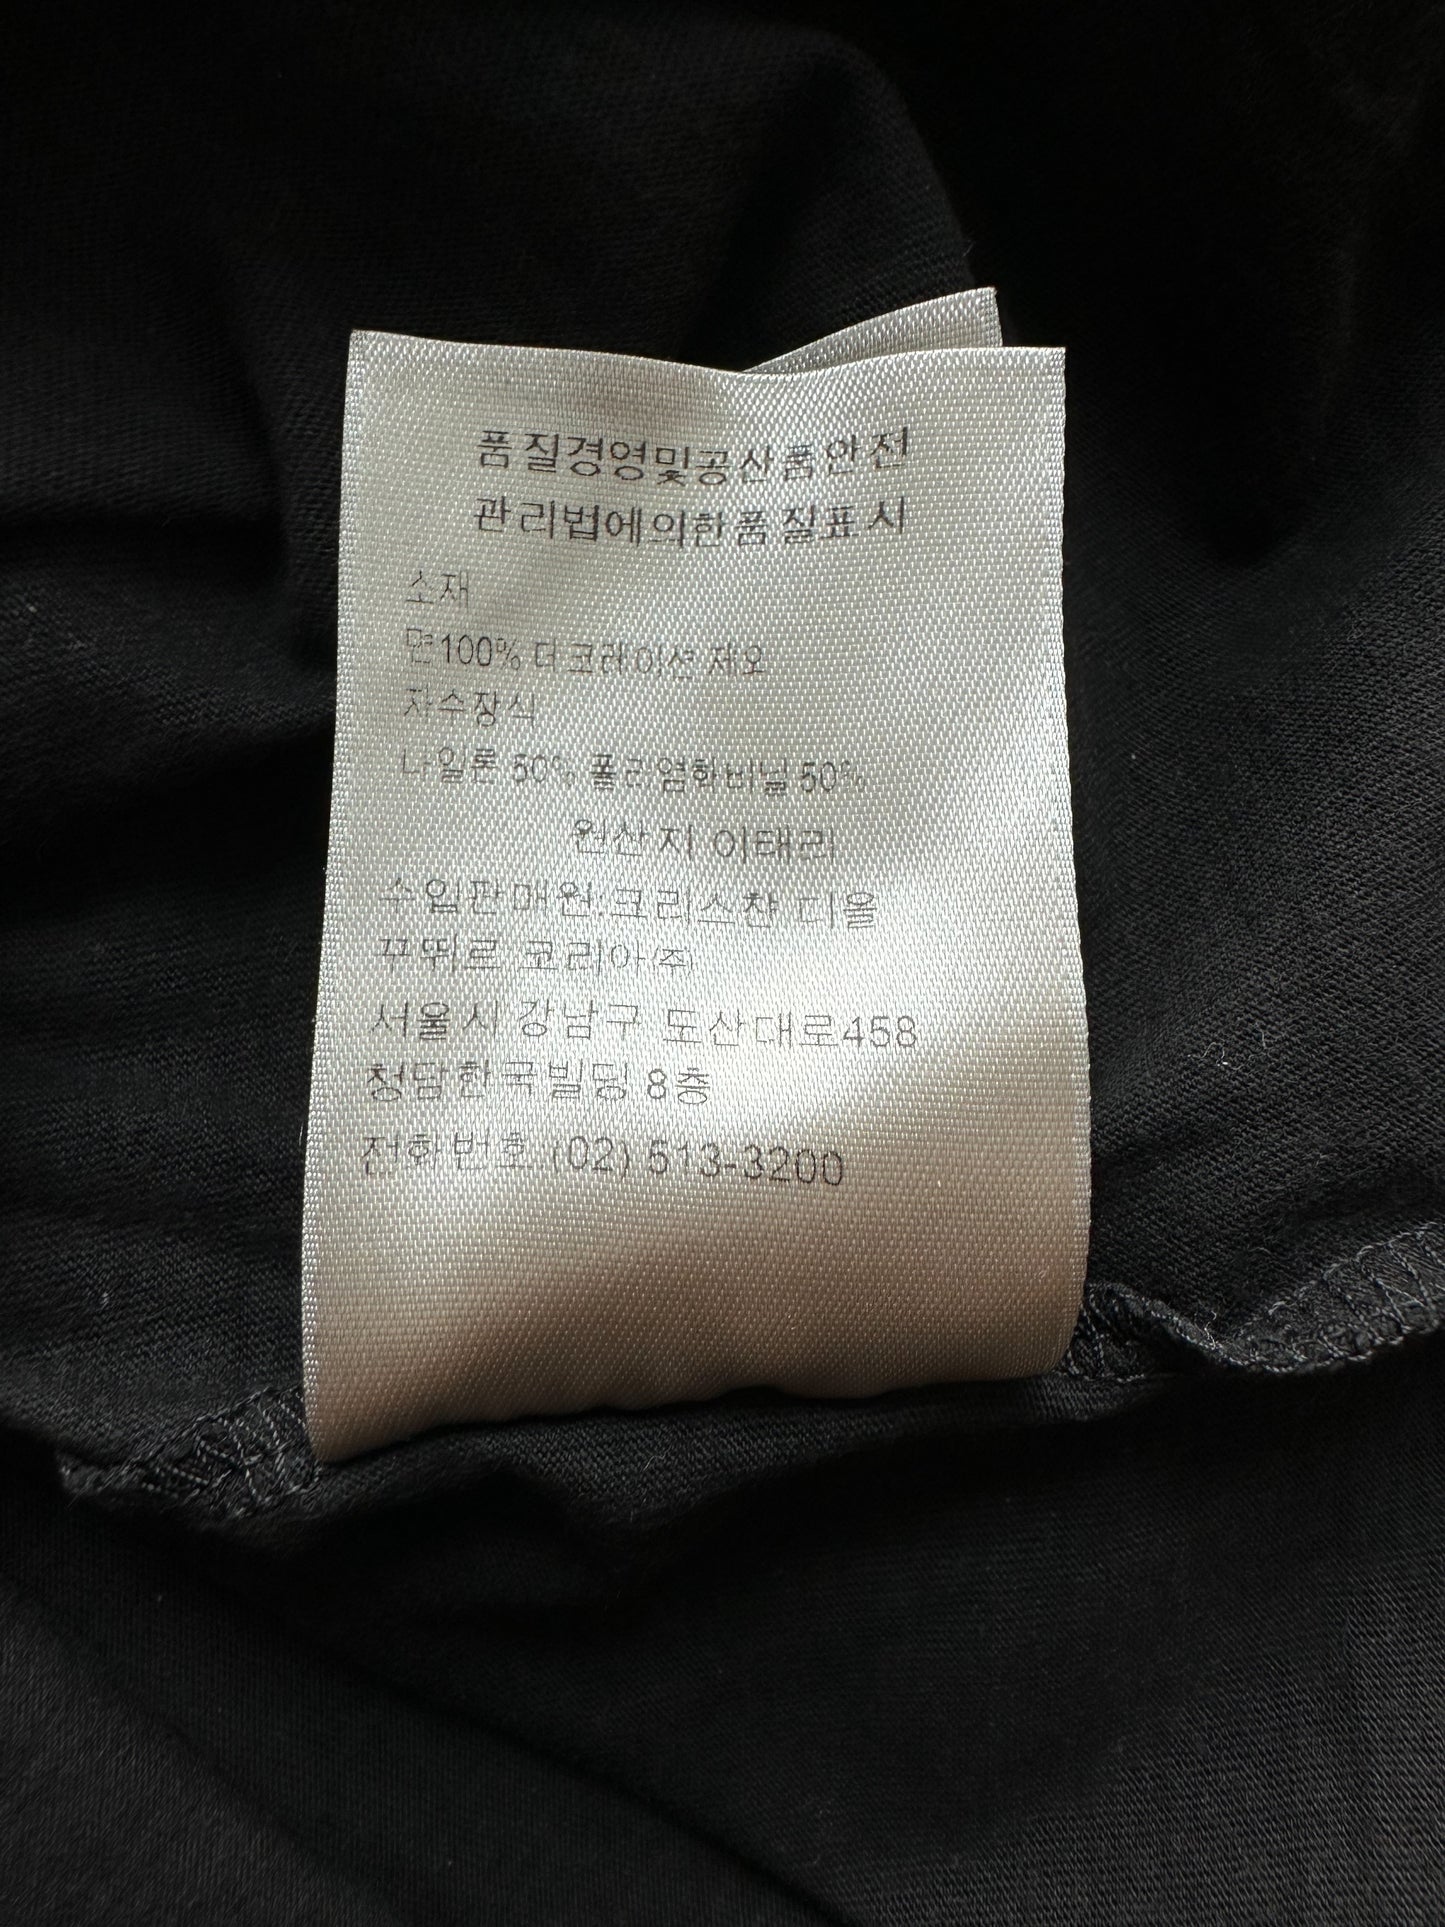 품질경영및공산품안전
관리법에의한품질표시
소재
면100% 더코레이션 제외
자수장식
나일론 50% 폴리염화비닐 50%
원산지 이태리
수입판매원:크리스챤 디올
꾸뛰르 코리아(주)
서울시 강남구 도산대로458
청담한국빌딩 8층
전화번호:(02) 513-3200